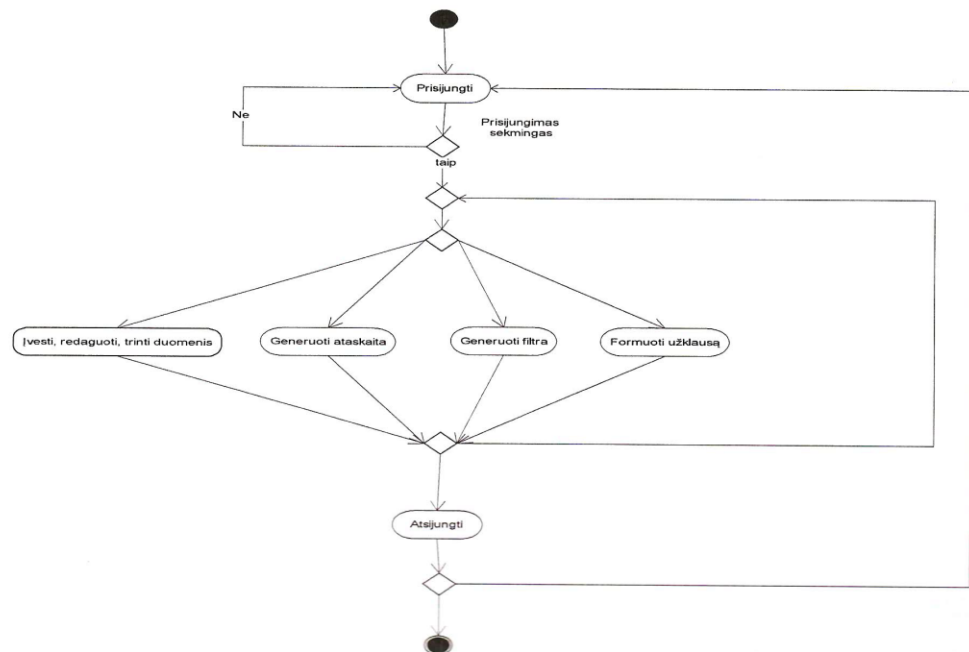 Prisijungti
Ne
Prisijungimas
sekmingas
taip
Įvesti, redaguoti, trinti duomenis
Generuoti ataskaita
Generuoti filtra
Formuoti užklausą
Atsijungti